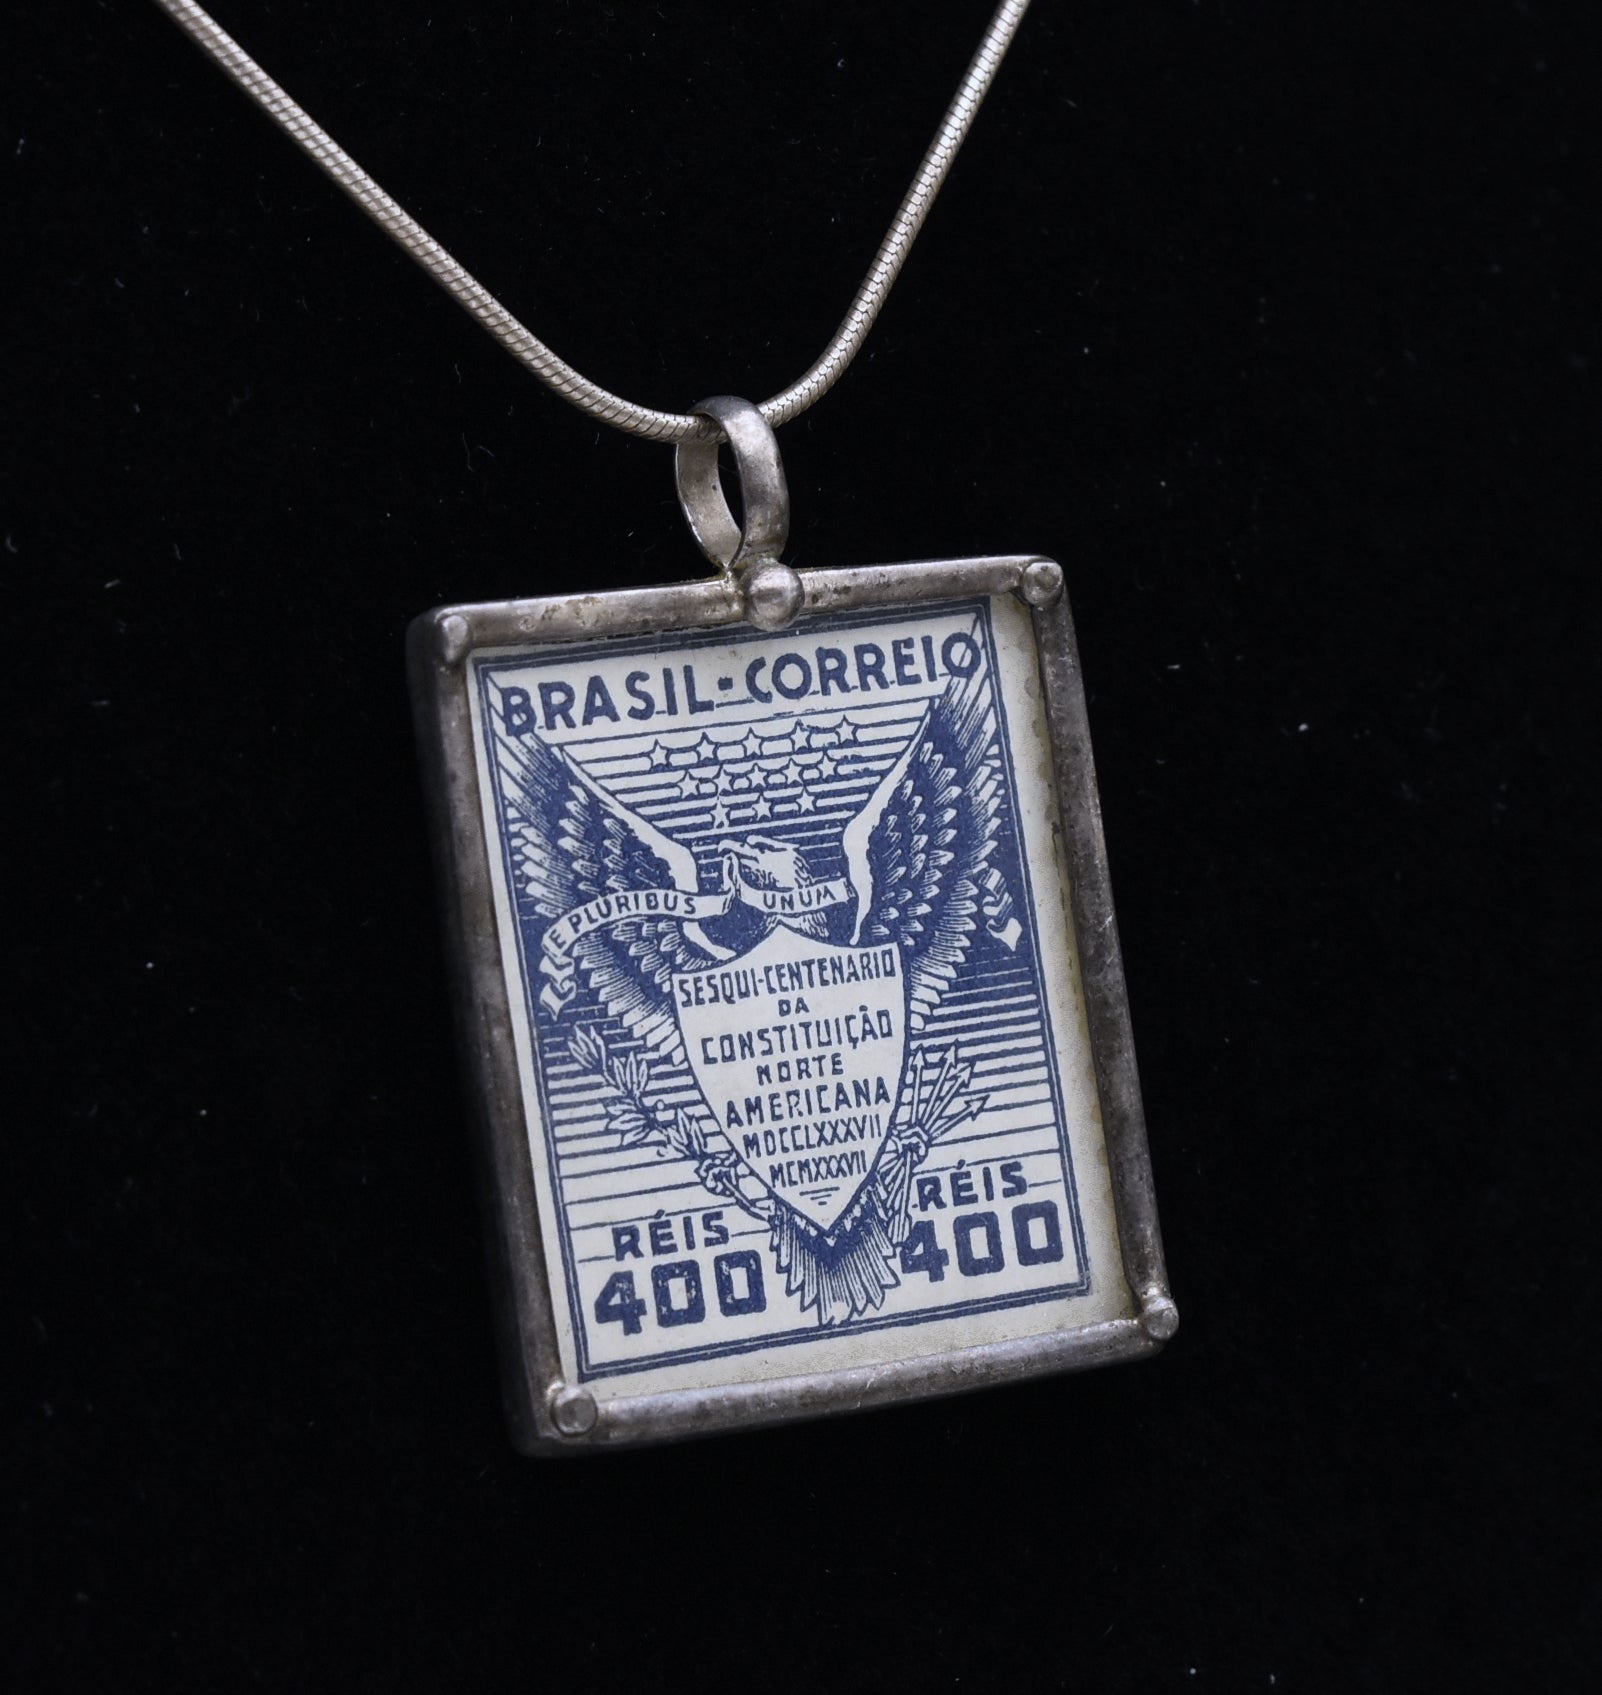 BRASIL·CORREIO
E PLURIBUS UNUM
SESQUI-CENTENARIO
DA
CONSTITUIÇÃO
NORTE
AMERICANA
MDCCLXXXVII
MCMXXXVII
RÉIS
400
RÉIS
400